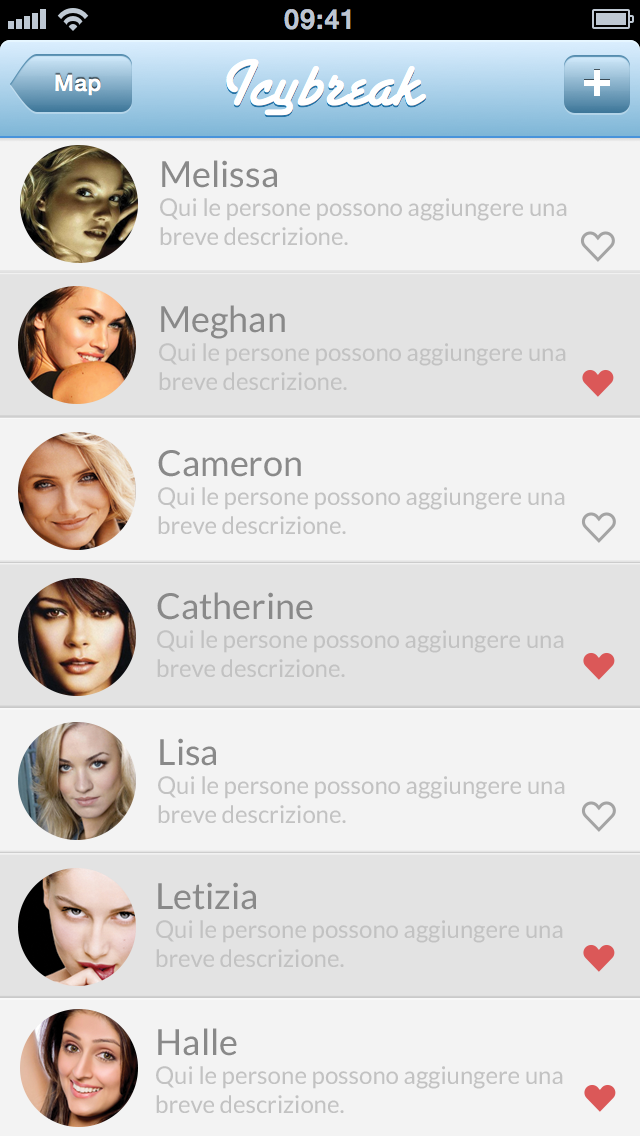 09:41
Map
Icybreak
+
Melissa
Qui le persone possono aggiungere una
breve descrizione.
Meghan
Qui le persone possono aggiungere una
breve descrizione.
Cameron
Qui le persone possono aggiungere una
breve descrizione.
Catherine
Qui le persone possono aggiungere una
breve descrizione.
Lisa
Qui le persone possono aggiungere una
breve descrizione.
Letizia
Qui le persone possono aggiungere una
breve descrizione.
Halle
Qui le persone possono aggiungere una
breve descrizione.